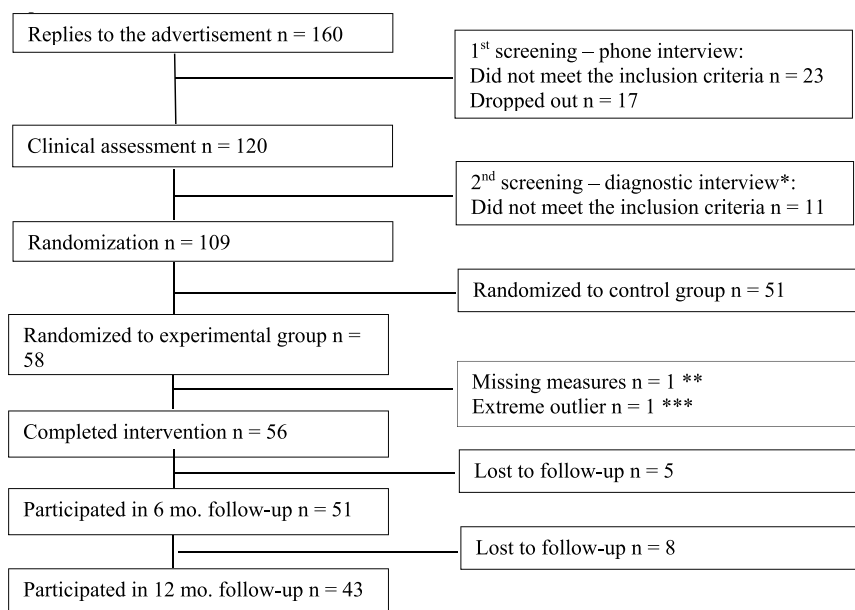 Replies to the advertisement n = 160
1st screening – phone interview:
Did not meet the inclusion criteria n = 23
Dropped out n = 17
Clinical assessment n = 120
2nd screening – diagnostic interview*:
Did not meet the inclusion criteria n = 11
Randomization n = 109
Randomized to control group n = 51
Randomized to experimental group n =
58
Missing measures n = 1 **
Extreme outlier n = 1 ***
Completed intervention n = 56
Lost to follow-up n = 5
Participated in 6 mo. follow-up n = 51
Lost to follow-up n = 8
Participated in 12 mo. follow-up n = 43